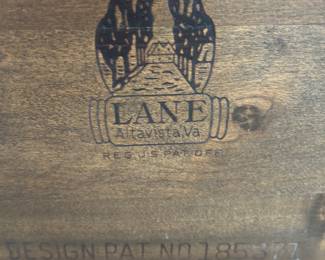 LANE
Altavista, Va.
REG. U.S. PAT. OFF.
DESIGN PAT. NO. 185377